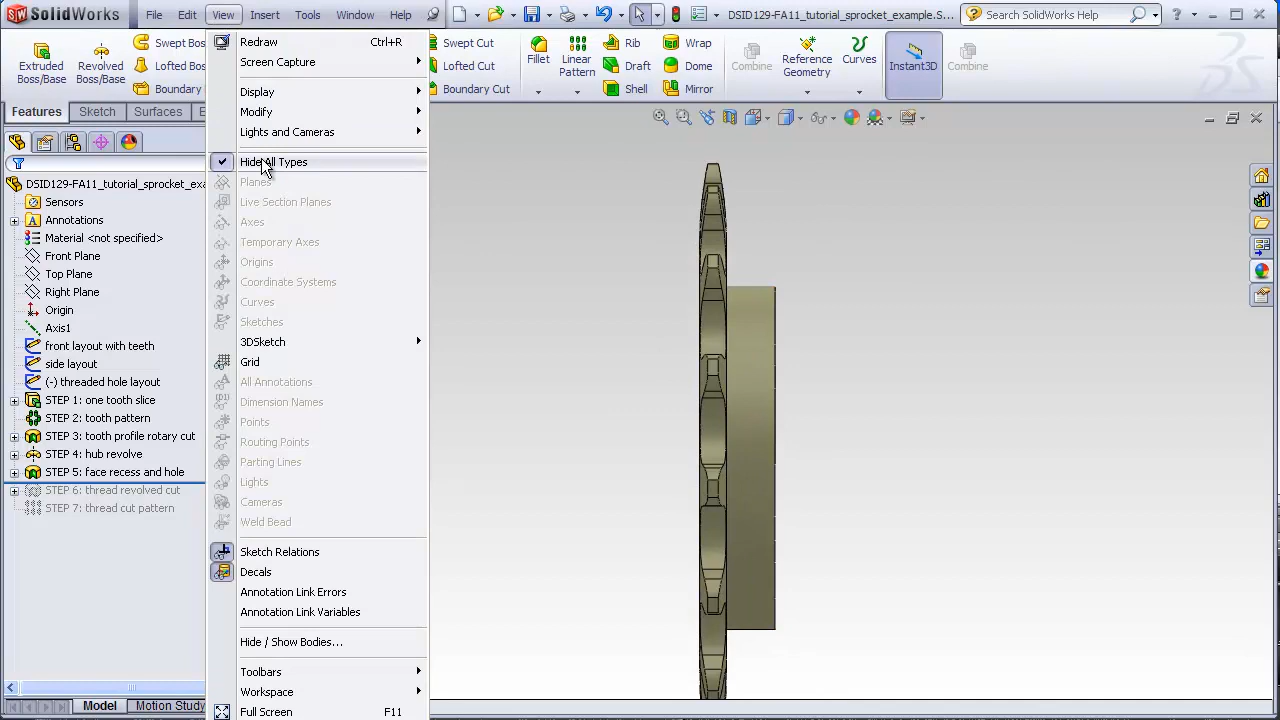 SolidWorks File Edit View Insert Tools Window Help DSID129-FA11_tutorial_sprocket_example.S... Search SolidWorks Help
Extruded Boss/Base
Revolved Boss/Base
Swept Bo
Lofted Bo
Boundary
Swept Cut
Lofted Cut
Boundary Cut
Fillet
Linear Pattern
Rib
Draft
Shell
Wrap
Dome
Mirror
Combine
Reference Geometry
Curves
Instant3D
Combine
Features Sketch Surfaces E
DSID129-FA11_tutorial_sprocket_exa
Sensors
Annotations
Material <not specified>
Front Plane
Top Plane
Right Plane
Origin
Axis1
front layout with teeth
side layout
(-) threaded hole layout
STEP 1: one tooth slice
STEP 2: tooth pattern
STEP 3: tooth profile rotary cut
STEP 4: hub revolve
STEP 5: face recess and hole
STEP 6: thread revolved cut
STEP 7: thread cut pattern
Model Motion Study
Redraw Ctrl+R
Screen Capture
Display
Modify
Lights and Cameras
Hide All Types
Planes
Live Section Planes
Axes
Temporary Axes
Origins
Coordinate Systems
Curves
Sketches
3DSketch
Grid
All Annotations
Dimension Names
Points
Routing Points
Parting Lines
Lights
Cameras
Weld Bead
Sketch Relations
Decals
Annotation Link Errors
Annotation Link Variables
Hide / Show Bodies...
Toolbars
Workspace
Full Screen F11